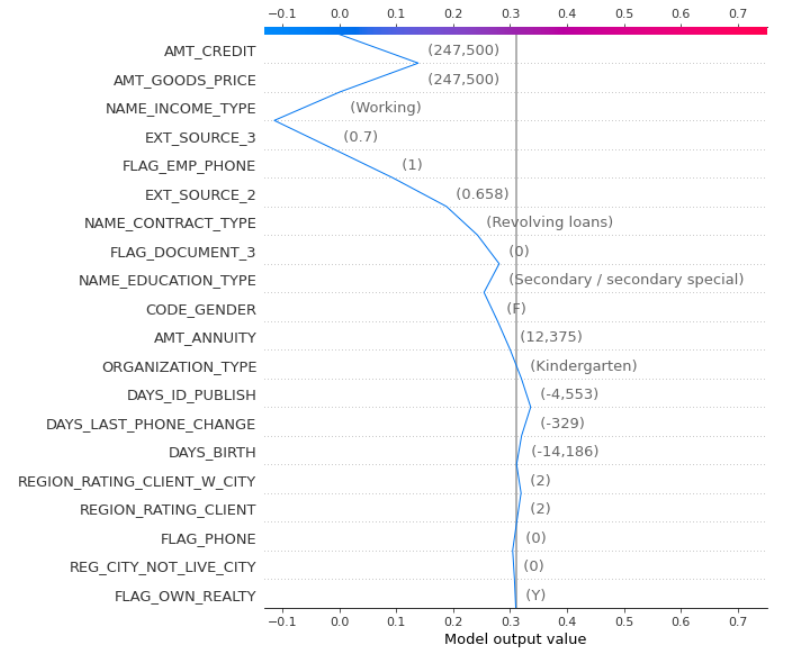 −0.1 0.0 0.1 0.2 0.3 0.4 0.5 0.6 0.7
AMT_CREDIT (247,500)
AMT_GOODS_PRICE (247,500)
NAME_INCOME_TYPE (Working)
EXT_SOURCE_3 (0.7)
FLAG_EMP_PHONE (1)
EXT_SOURCE_2 (0.658)
NAME_CONTRACT_TYPE (Revolving loans)
FLAG_DOCUMENT_3 (0)
NAME_EDUCATION_TYPE (Secondary / secondary special)
CODE_GENDER (F)
AMT_ANNUITY (12,375)
ORGANIZATION_TYPE (Kindergarten)
DAYS_ID_PUBLISH (-4,553)
DAYS_LAST_PHONE_CHANGE (-329)
DAYS_BIRTH (-14,186)
REGION_RATING_CLIENT_W_CITY (2)
REGION_RATING_CLIENT (2)
FLAG_PHONE (0)
REG_CITY_NOT_LIVE_CITY (0)
FLAG_OWN_REALTY (Y)
−0.1 0.0 0.1 0.2 0.3 0.4 0.5 0.6 0.7
Model output value